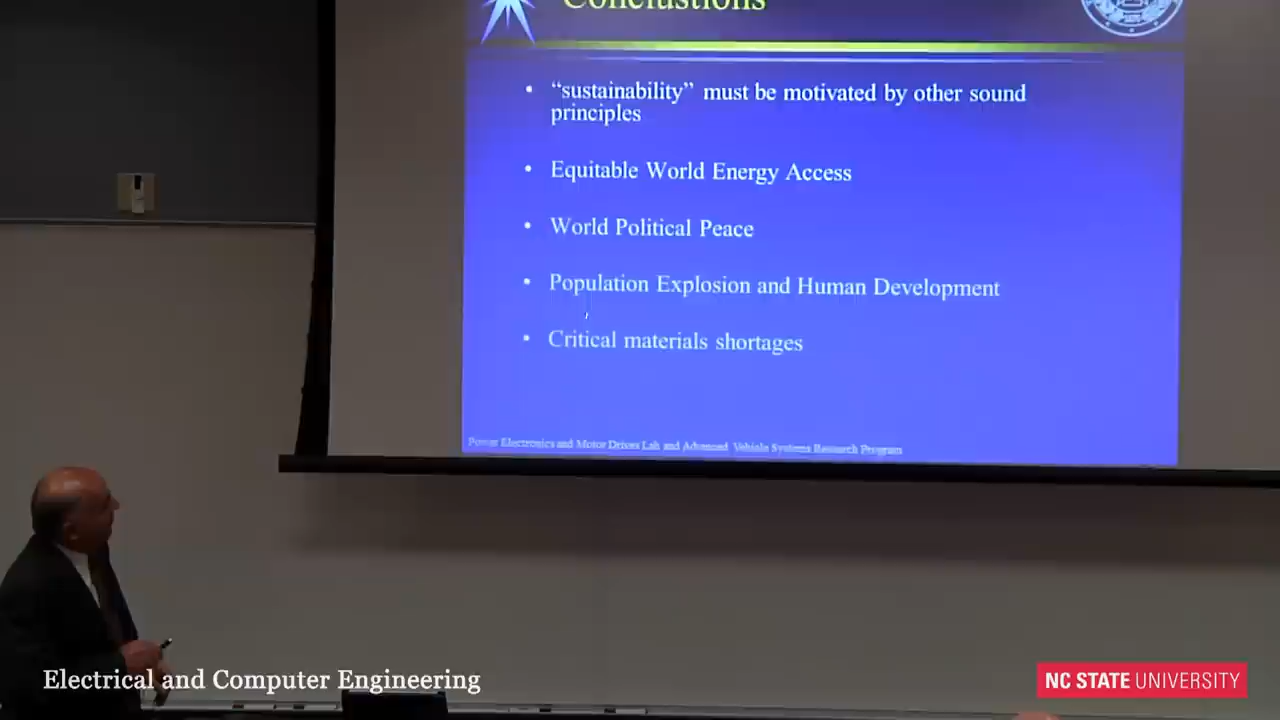 Conclustions
• “sustainability” must be motivated by other sound
principles
• Equitable World Energy Access
• World Political Peace
• Population Explosion and Human Development
• Critical materials shortages
Power Electronics and Motor Drives Lab and Advanced Vehicle Systems Research Program
Electrical and Computer Engineering
NC STATE UNIVERSITY